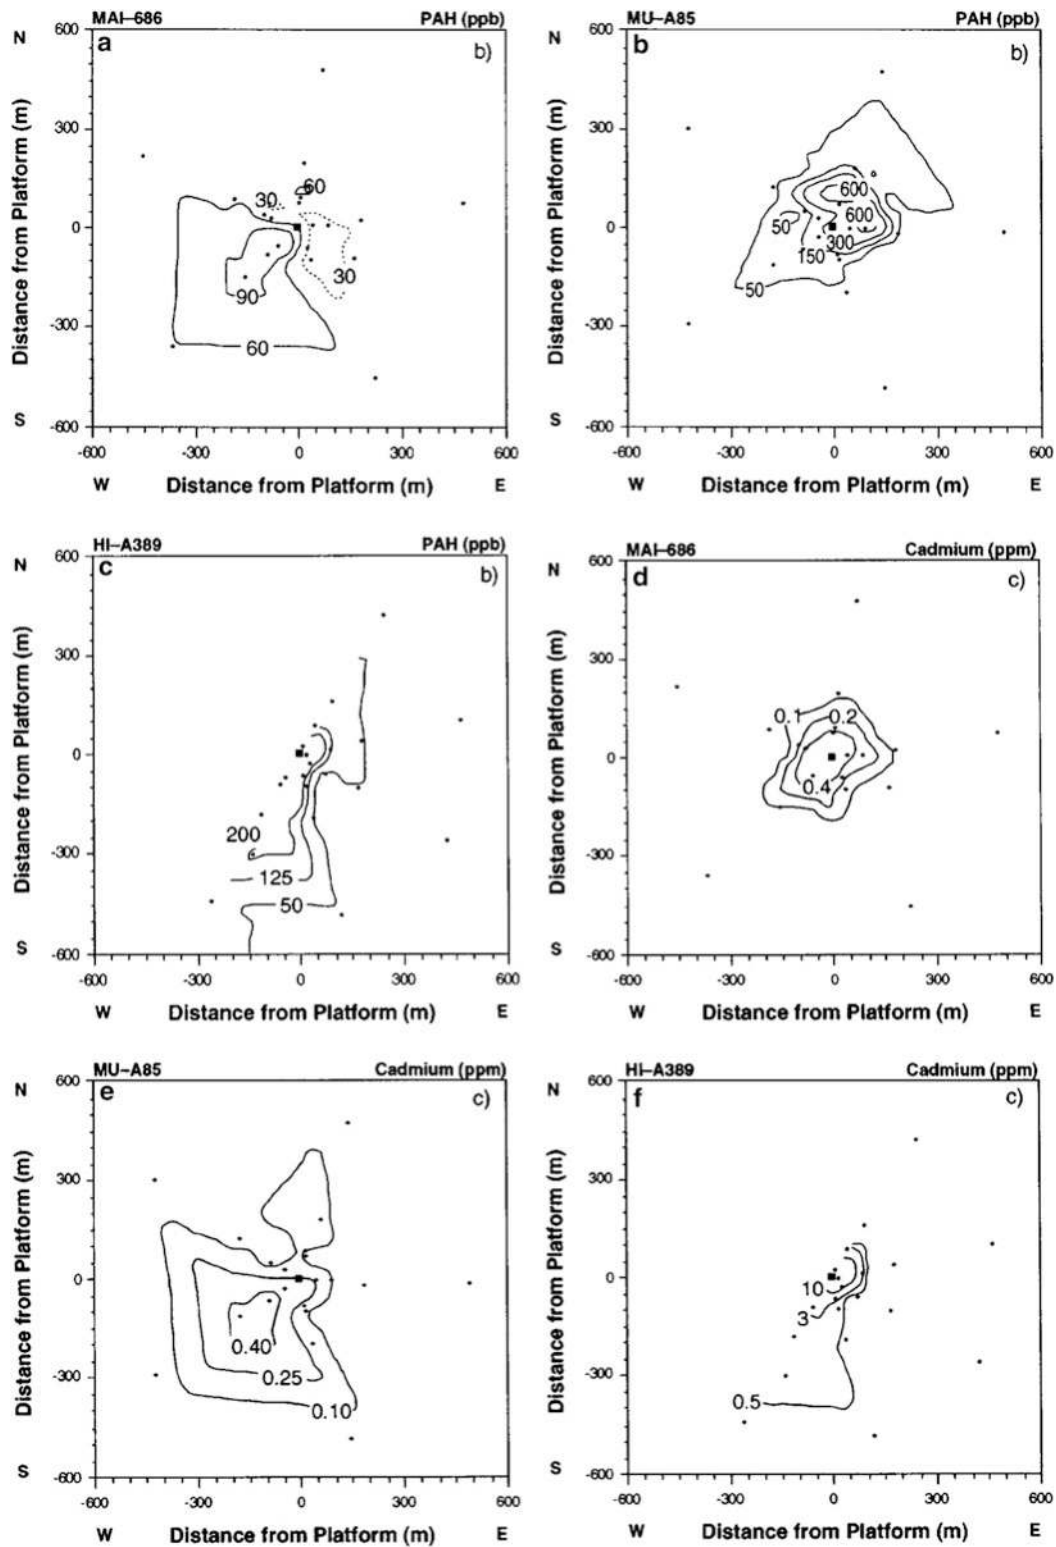 MAI–686 PAH (ppb)
a b)
N
600
300
0
-300
-600
S
Distance from Platform (m)
60
30
30
90
60
-600 -300 0 300 600
W Distance from Platform (m) E
MU–A85 PAH (ppb)
b b)
N
600
300
0
-300
-600
S
Distance from Platform (m)
600
50 600
300
150
50
-600 -300 0 300 600
W Distance from Platform (m) E
HI–A389 PAH (ppb)
c b)
N
600
300
0
-300
-600
S
Distance from Platform (m)
200
125
50
-600 -300 0 300 600
W Distance from Platform (m) E
MAI–686 Cadmium (ppm)
d c)
N
600
300
0
-300
-600
S
Distance from Platform (m)
0.1 0.2
0.4
-600 -300 0 300 600
W Distance from Platform (m) E
MU–A85 Cadmium (ppm)
e c)
N
600
300
0
-300
-600
S
Distance from Platform (m)
0.40
0.25
0.10
-600 -300 0 300 600
W Distance from Platform (m) E
HI–A389 Cadmium (ppm)
f c)
N
600
300
0
-300
-600
S
Distance from Platform (m)
10
3
0.5
-600 -300 0 300 600
W Distance from Platform (m) E